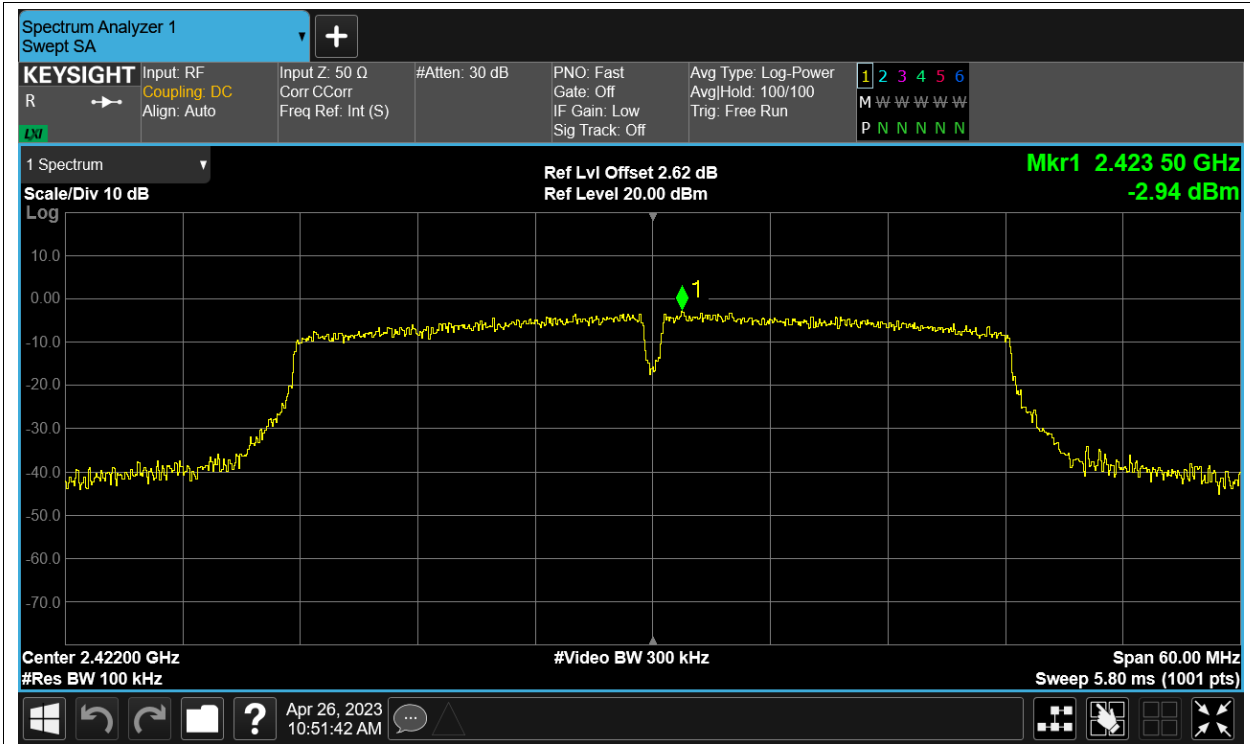 Spectrum Analyzer 1
Swept SA
KEYSIGHT
R
LXI
Input: RF
Coupling: DC
Align: Auto
Input Z: 50 Ω
Corr CCorr
Freq Ref: Int (S)
#Atten: 30 dB
PNO: Fast
Gate: Off
IF Gain: Low
Sig Track: Off
Avg Type: Log-Power
Avg|Hold: 100/100
Trig: Free Run
1 2 3 4 5 6
M W W W W W
P N N N N N
1 Spectrum
Scale/Div 10 dB
Log
Ref Lvl Offset 2.62 dB
Ref Level 20.00 dBm
Mkr1 2.423 50 GHz
-2.94 dBm
10.0
0.00
-10.0
-20.0
-30.0
-40.0
-50.0
-60.0
-70.0
1
Center 2.42200 GHz
#Res BW 100 kHz
#Video BW 300 kHz
Span 60.00 MHz
Sweep 5.80 ms (1001 pts)
?
Apr 26, 2023
10:51:42 AM